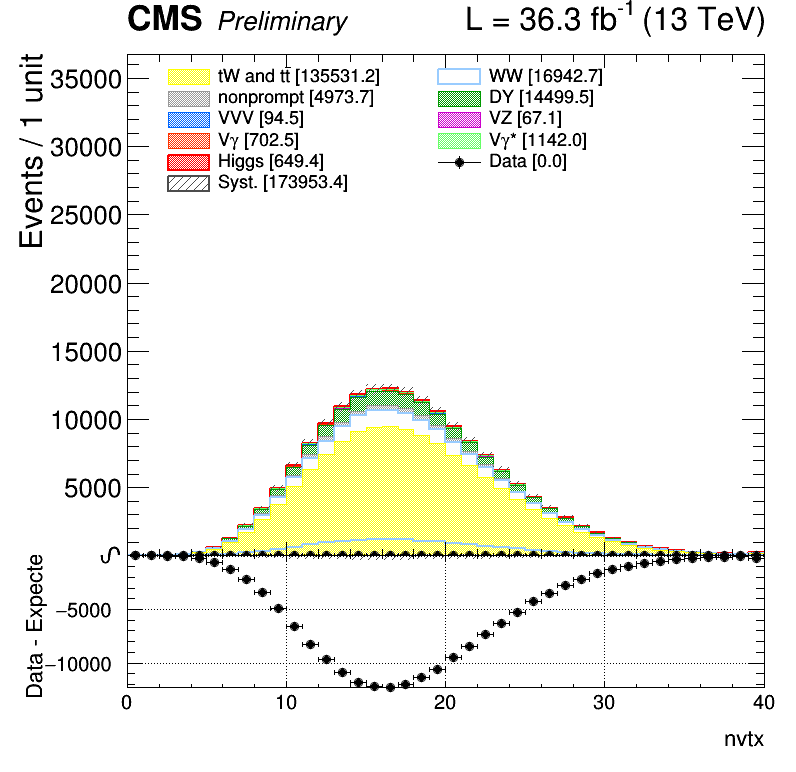 CMS Preliminary L = 36.3 fb-1 (13 TeV)
Events / 1 unit
35000
30000
25000
20000
15000
10000
5000
0
tW and tt̅ [135531.2]
nonprompt [4973.7]
VVV [94.5]
Vγ [702.5]
Higgs [649.4]
Syst. [173953.4]
WW [16942.7]
DY [14499.5]
VZ [67.1]
Vγ* [1142.0]
Data [0.0]
Data - Expecte
−5000
−10000
0 10 20 30 40
nvtx